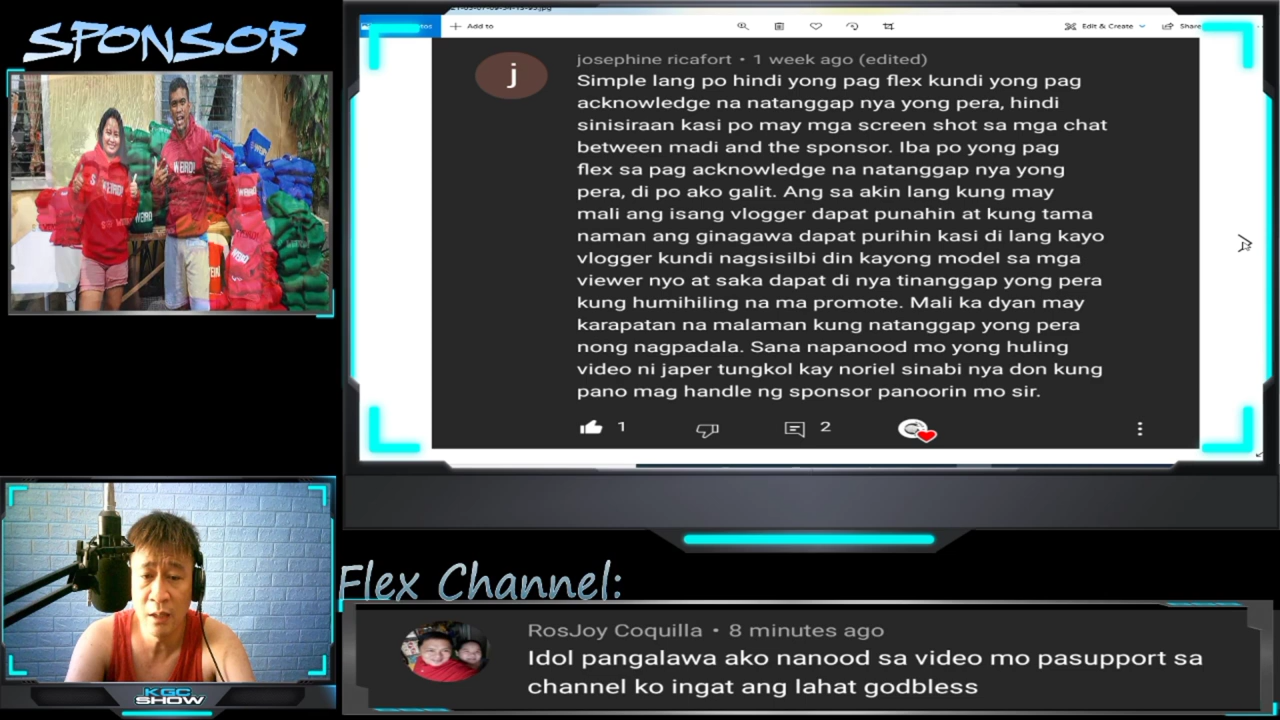 SPONSOR
WEIRD!
WEIRD
Add to
Edit & Create
Share
j
josephine ricafort • 1 week ago (edited)
Simple lang po hindi yong pag flex kundi yong pag
acknowledge na natanggap nya yong pera, hindi
sinisiraan kasi po may mga screen shot sa mga chat
between madi and the sponsor. Iba po yong pag
flex sa pag acknowledge na natanggap nya yong
pera, di po ako galit. Ang sa akin lang kung may
mali ang isang vlogger dapat punahin at kung tama
naman ang ginagawa dapat purihin kasi di lang kayo
vlogger kundi nagsisilbi din kayong model sa mga
viewer nyo at saka dapat di nya tinanggap yong pera
kung humihiling na ma promote. Mali ka dyan may
karapatan na malaman kung natanggap yong pera
nong nagpadala. Sana napanood mo yong huling
video ni japer tungkol kay noriel sinabi nya don kung
pano mag handle ng sponsor panoorin mo sir.
1
2
KGC
SHOW
Flex Channel:
RosJoy Coquilla • 8 minutes ago
Idol pangalawa ako nanood sa video mo pasupport sa
channel ko ingat ang lahat godbless